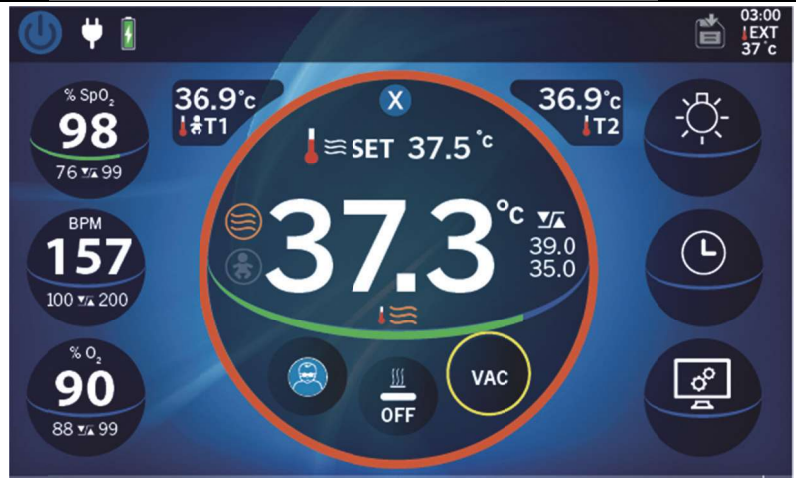 03:00
EXT
37 °c
% SpO₂
98
76 99
36.9°c
T1
X
36.9°c
T2
SET 37.5 °c
37.3 °c
39.0
35.0
BPM
157
100 200
% O₂
90
88 99
OFF
VAC